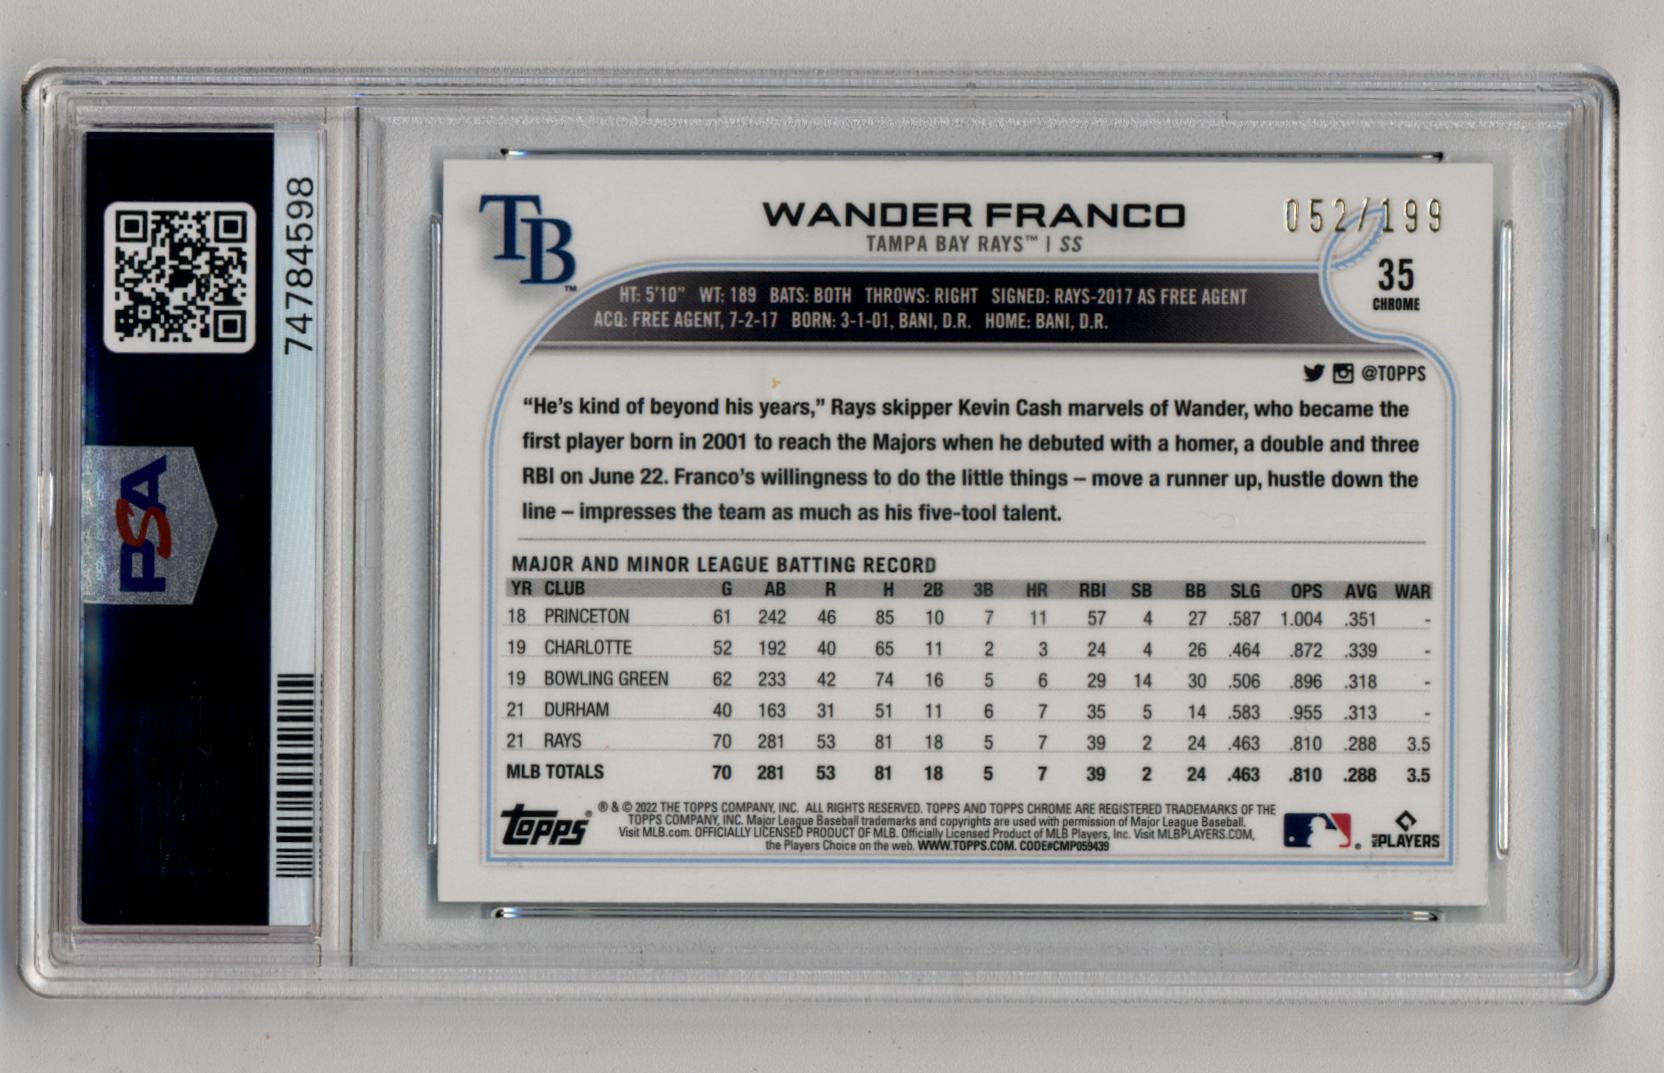 74784598
PSA
TB™
WANDER FRANCO
052/199
TAMPA BAY RAYS™ | SS
35
CHROME
HT: 5'10" WT: 189 BATS: BOTH THROWS: RIGHT SIGNED: RAYS-2017 AS FREE AGENT
ACQ: FREE AGENT, 7-2-17 BORN: 3-1-01, BANI, D.R. HOME: BANI, D.R.
@TOPPS
“He’s kind of beyond his years,” Rays skipper Kevin Cash marvels of Wander, who became the
first player born in 2001 to reach the Majors when he debuted with a homer, a double and three
RBI on June 22. Franco’s willingness to do the little things – move a runner up, hustle down the
line – impresses the team as much as his five-tool talent.
MAJOR AND MINOR LEAGUE BATTING RECORD
YR CLUB G AB R H 2B 3B HR RBI SB BB SLG OPS AVG WAR
18 PRINCETON 61 242 46 85 10 7 11 57 4 27 .587 1.004 .351 -
19 CHARLOTTE 52 192 40 65 11 2 3 24 4 26 .464 .872 .339 -
19 BOWLING GREEN 62 233 42 74 16 5 6 29 14 30 .506 .896 .318 -
21 DURHAM 40 163 31 51 11 6 7 35 5 14 .583 .955 .313 -
21 RAYS 70 281 53 81 18 5 7 39 2 24 .463 .810 .288 3.5
MLB TOTALS 70 281 53 81 18 5 7 39 2 24 .463 .810 .288 3.5
Topps®
® & © 2022 THE TOPPS COMPANY, INC. ALL RIGHTS RESERVED. TOPPS AND TOPPS CHROME ARE REGISTERED TRADEMARKS OF THE
TOPPS COMPANY, INC. Major League Baseball trademarks and copyrights are used with permission of Major League Baseball.
Visit MLB.com. OFFICIALLY LICENSED PRODUCT OF MLB. Officially Licensed Product of MLB Players, Inc. Visit MLBPLAYERS.COM,
the Players Choice on the web. WWW.TOPPS.COM. CODE#CMP059439
MLB PLAYERS